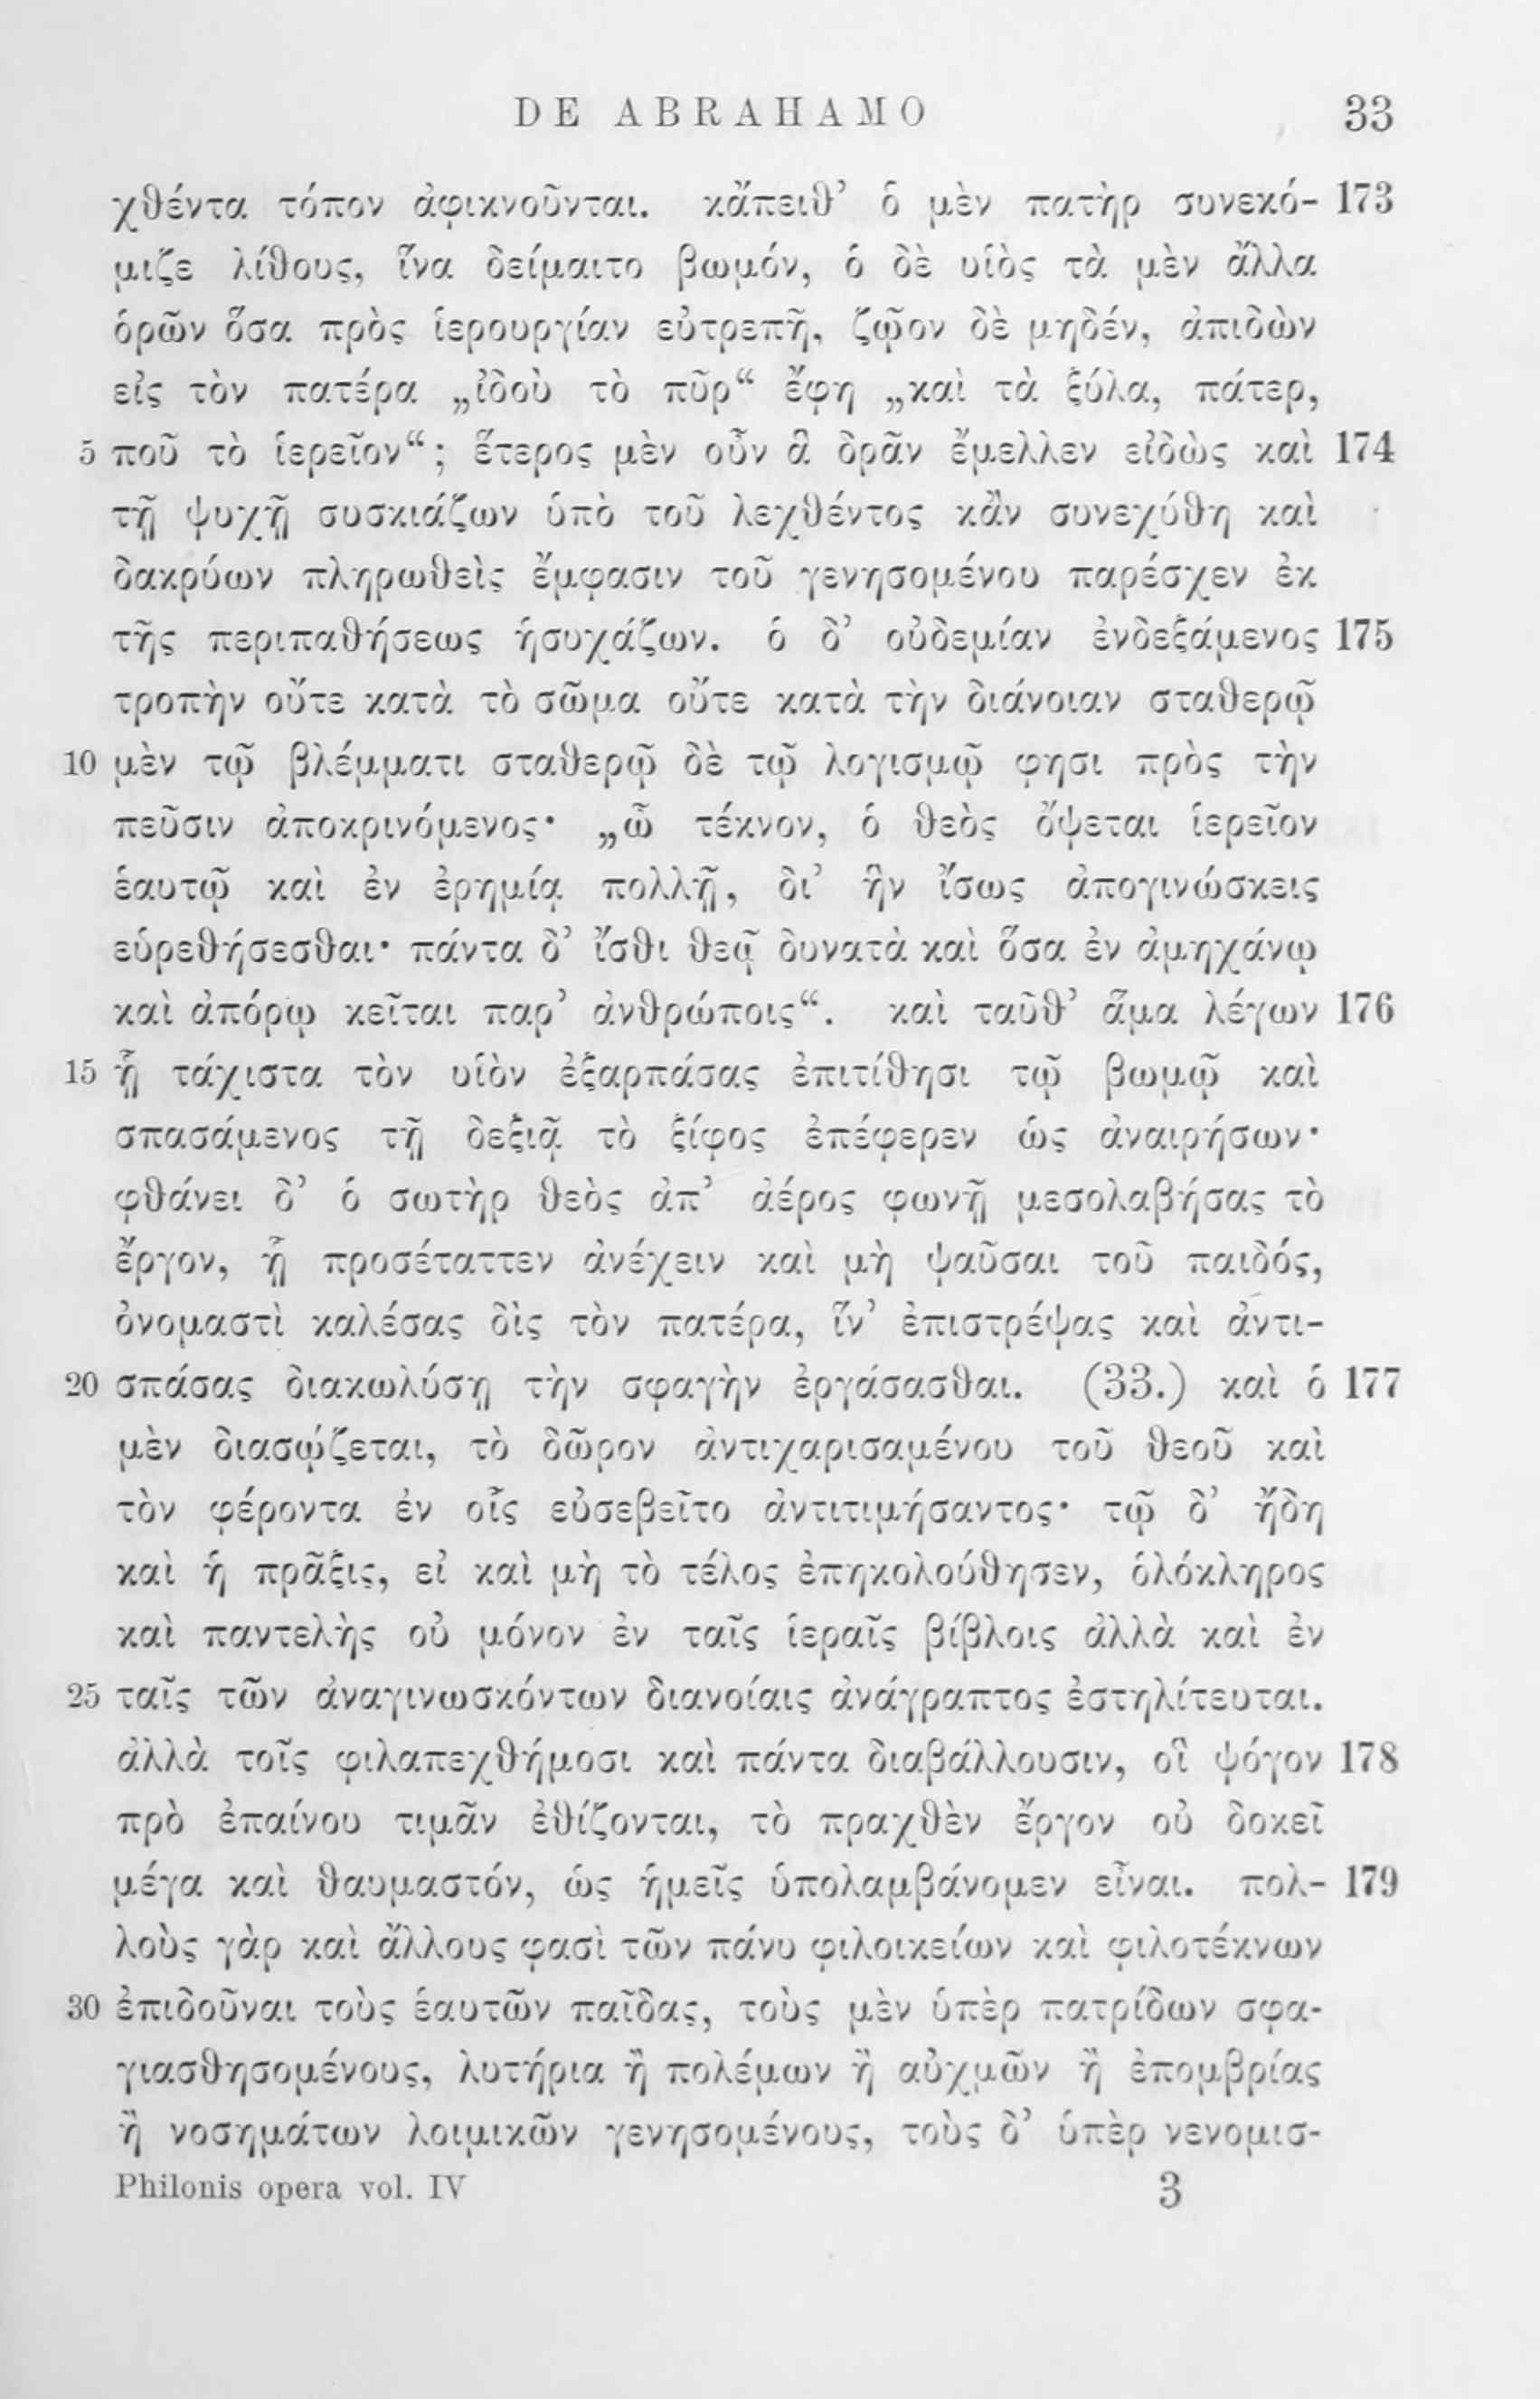 DE ABRAHAMO 33
χθέντα τόπον ἀφικνοῦνται. κἄπειθ’ ὁ μὲν πατὴρ συνεκό- 173
μιζε λίθους, ἵνα δείμαιτο βωμόν, ὁ δὲ υἱὸς τὰ μὲν ἄλλα
ὁρῶν ὅσα πρὸς ἱερουργίαν εὐτρεπῆ, ζῷον δὲ μηδέν, ἀπιδὼν
εἰς τὸν πατέρα „ἰδοὺ τὸ πῦρ“ ἔφη „καὶ τὰ ξύλα, πάτερ,
5 ποῦ τὸ ἱερεῖον“; ἕτερος μὲν οὖν ἃ δρᾶν ἔμελλεν εἰδὼς καὶ 174
τῇ ψυχῇ συσκιάζων ὑπὸ τοῦ λεχθέντος κἂν συνεχύθη καὶ
δακρύων πληρωθεὶς ἔμφασιν τοῦ γενησομένου παρέσχεν ἐκ
τῆς περιπαθήσεως ἡσυχάζων. ὁ δ’ οὐδεμίαν ἐνδεξάμενος 175
τροπὴν οὔτε κατὰ τὸ σῶμα οὔτε κατὰ τὴν διάνοιαν σταθερῷ
10 μὲν τῷ βλέμματι σταθερῷ δὲ τῷ λογισμῷ φησι πρὸς τὴν
πεῦσιν ἀποκρινόμενος· „ὦ τέκνον, ὁ θεὸς ὄψεται ἱερεῖον
ἑαυτῷ καὶ ἐν ἐρημίᾳ πολλῇ, δι’ ἣν ἴσως ἀπογινώσκεις
εὑρεθήσεσθαι· πάντα δ’ ἴσθι θεῷ δυνατὰ καὶ ὅσα ἐν ἀμηχάνῳ
καὶ ἀπόρῳ κεῖται παρ’ ἀνθρώποις“. καὶ ταῦθ’ ἅμα λέγων 176
15 ᾗ τάχιστα τὸν υἱὸν ἐξαρπάσας ἐπιτίθησι τῷ βωμῷ καὶ
σπασάμενος τῇ δεξιᾷ τὸ ξίφος ἐπέφερεν ὡς ἀναιρήσων·
φθάνει δ’ ὁ σωτὴρ θεὸς ἀπ’ ἀέρος φωνῇ μεσολαβήσας τὸ
ἔργον, ᾗ προσέταττεν ἀνέχειν καὶ μὴ ψαῦσαι τοῦ παιδός,
ὀνομαστὶ καλέσας δὶς τὸν πατέρα, ἵν’ ἐπιστρέψας καὶ ἀντι-
20 σπάσας διακωλύσῃ τὴν σφαγὴν ἐργάσασθαι. (33.) καὶ ὁ 177
μὲν διασῴζεται, τὸ δῶρον ἀντιχαρισαμένου τοῦ θεοῦ καὶ
τὸν φέροντα ἐν οἷς εὐσεβεῖτο ἀντιτιμήσαντος· τῷ δ’ ἤδη
καὶ ἡ πρᾶξις, εἰ καὶ μὴ τὸ τέλος ἐπηκολούθησεν, ὁλόκληρος
καὶ παντελὴς οὐ μόνον ἐν ταῖς ἱεραῖς βίβλοις ἀλλὰ καὶ ἐν
25 ταῖς τῶν ἀναγινωσκόντων διανοίαις ἀνάγραπτος ἐστηλίτευται.
ἀλλὰ τοῖς φιλαπεχθήμοσι καὶ πάντα διαβάλλουσιν, οἳ ψόγον 178
πρὸ ἐπαίνου τιμᾶν ἐθίζονται, τὸ πραχθὲν ἔργον οὐ δοκεῖ
μέγα καὶ θαυμαστόν, ὡς ἡμεῖς ὑπολαμβάνομεν εἶναι. πολ- 179
λοὺς γὰρ καὶ ἄλλους φασὶ τῶν πάνυ φιλοικείων καὶ φιλοτέκνων
30 ἐπιδοῦναι τοὺς ἑαυτῶν παῖδας, τοὺς μὲν ὑπὲρ πατρίδων σφα-
γιασθησομένους, λυτήρια ἢ πολέμων ἢ αὐχμῶν ἢ ἐπομβρίας
ἢ νοσημάτων λοιμικῶν γενησομένους, τοὺς δ’ ὑπὲρ νενομισ-
Philonis opera vol. IV 3